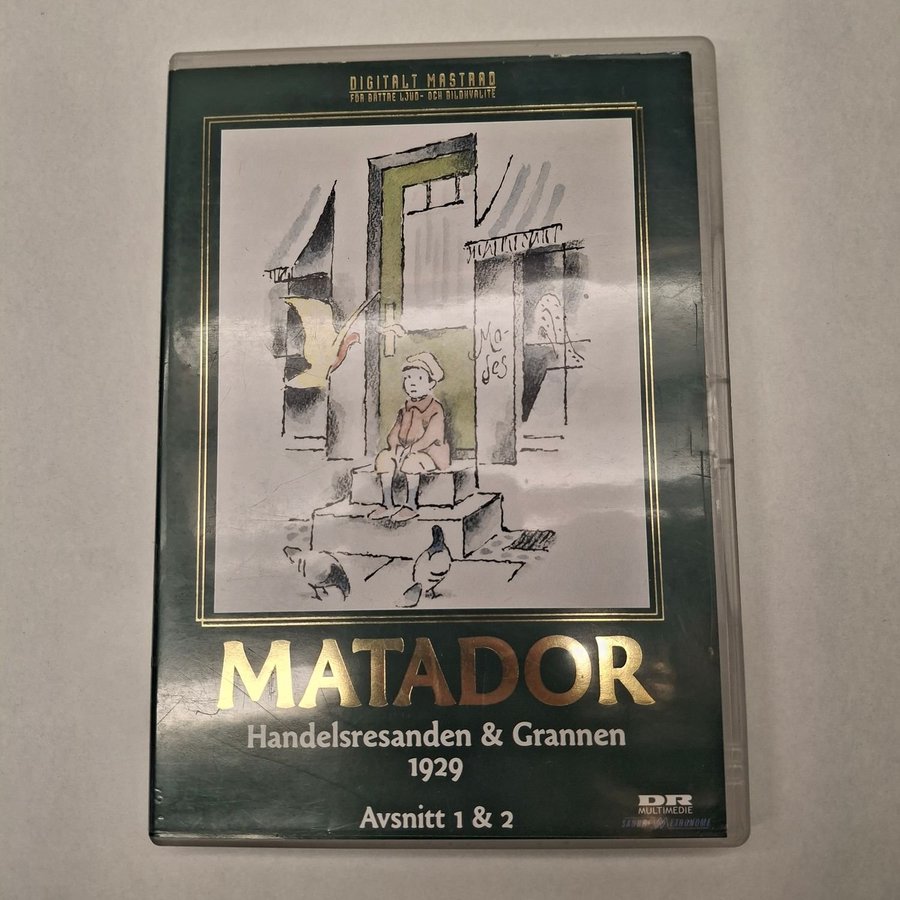 DIGITALT MASTRAD
FÖR BÄTTRE LJUD- OCH BILDKVALITÉ
Mo-
des
MATADOR
Handelsresanden & Grannen
1929
Avsnitt 1 & 2
DR
MULTIMEDIE